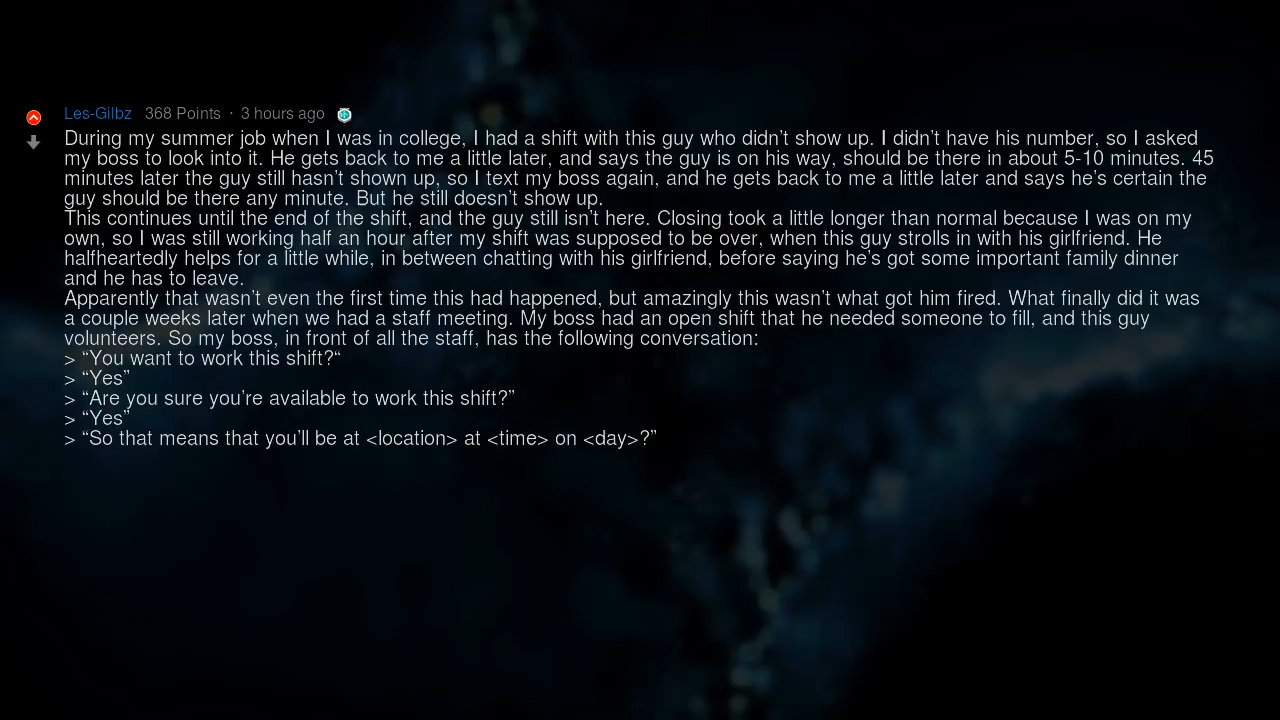 Les-Gilbz 368 Points · 3 hours ago
During my summer job when I was in college, I had a shift with this guy who didn't show up. I didn't have his number, so I asked
my boss to look into it. He gets back to me a little later, and says the guy is on his way, should be there in about 5-10 minutes. 45
minutes later the guy still hasn't shown up, so I text my boss again, and he gets back to me a little later and says he's certain the
guy should be there any minute. But he still doesn't show up.
This continues until the end of the shift, and the guy still isn't here. Closing took a little longer than normal because I was on my
own, so I was still working half an hour after my shift was supposed to be over, when this guy strolls in with his girlfriend. He
halfheartedly helps for a little while, in between chatting with his girlfriend, before saying he's got some important family dinner
and he has to leave.
Apparently that wasn't even the first time this had happened, but amazingly this wasn't what got him fired. What finally did it was
a couple weeks later when we had a staff meeting. My boss had an open shift that he needed someone to fill, and this guy
volunteers. So my boss, in front of all the staff, has the following conversation:
> “You want to work this shift?“
> “Yes”
> “Are you sure you're available to work this shift?”
> “Yes”
> “So that means that you'll be at <location> at <time> on <day>?”